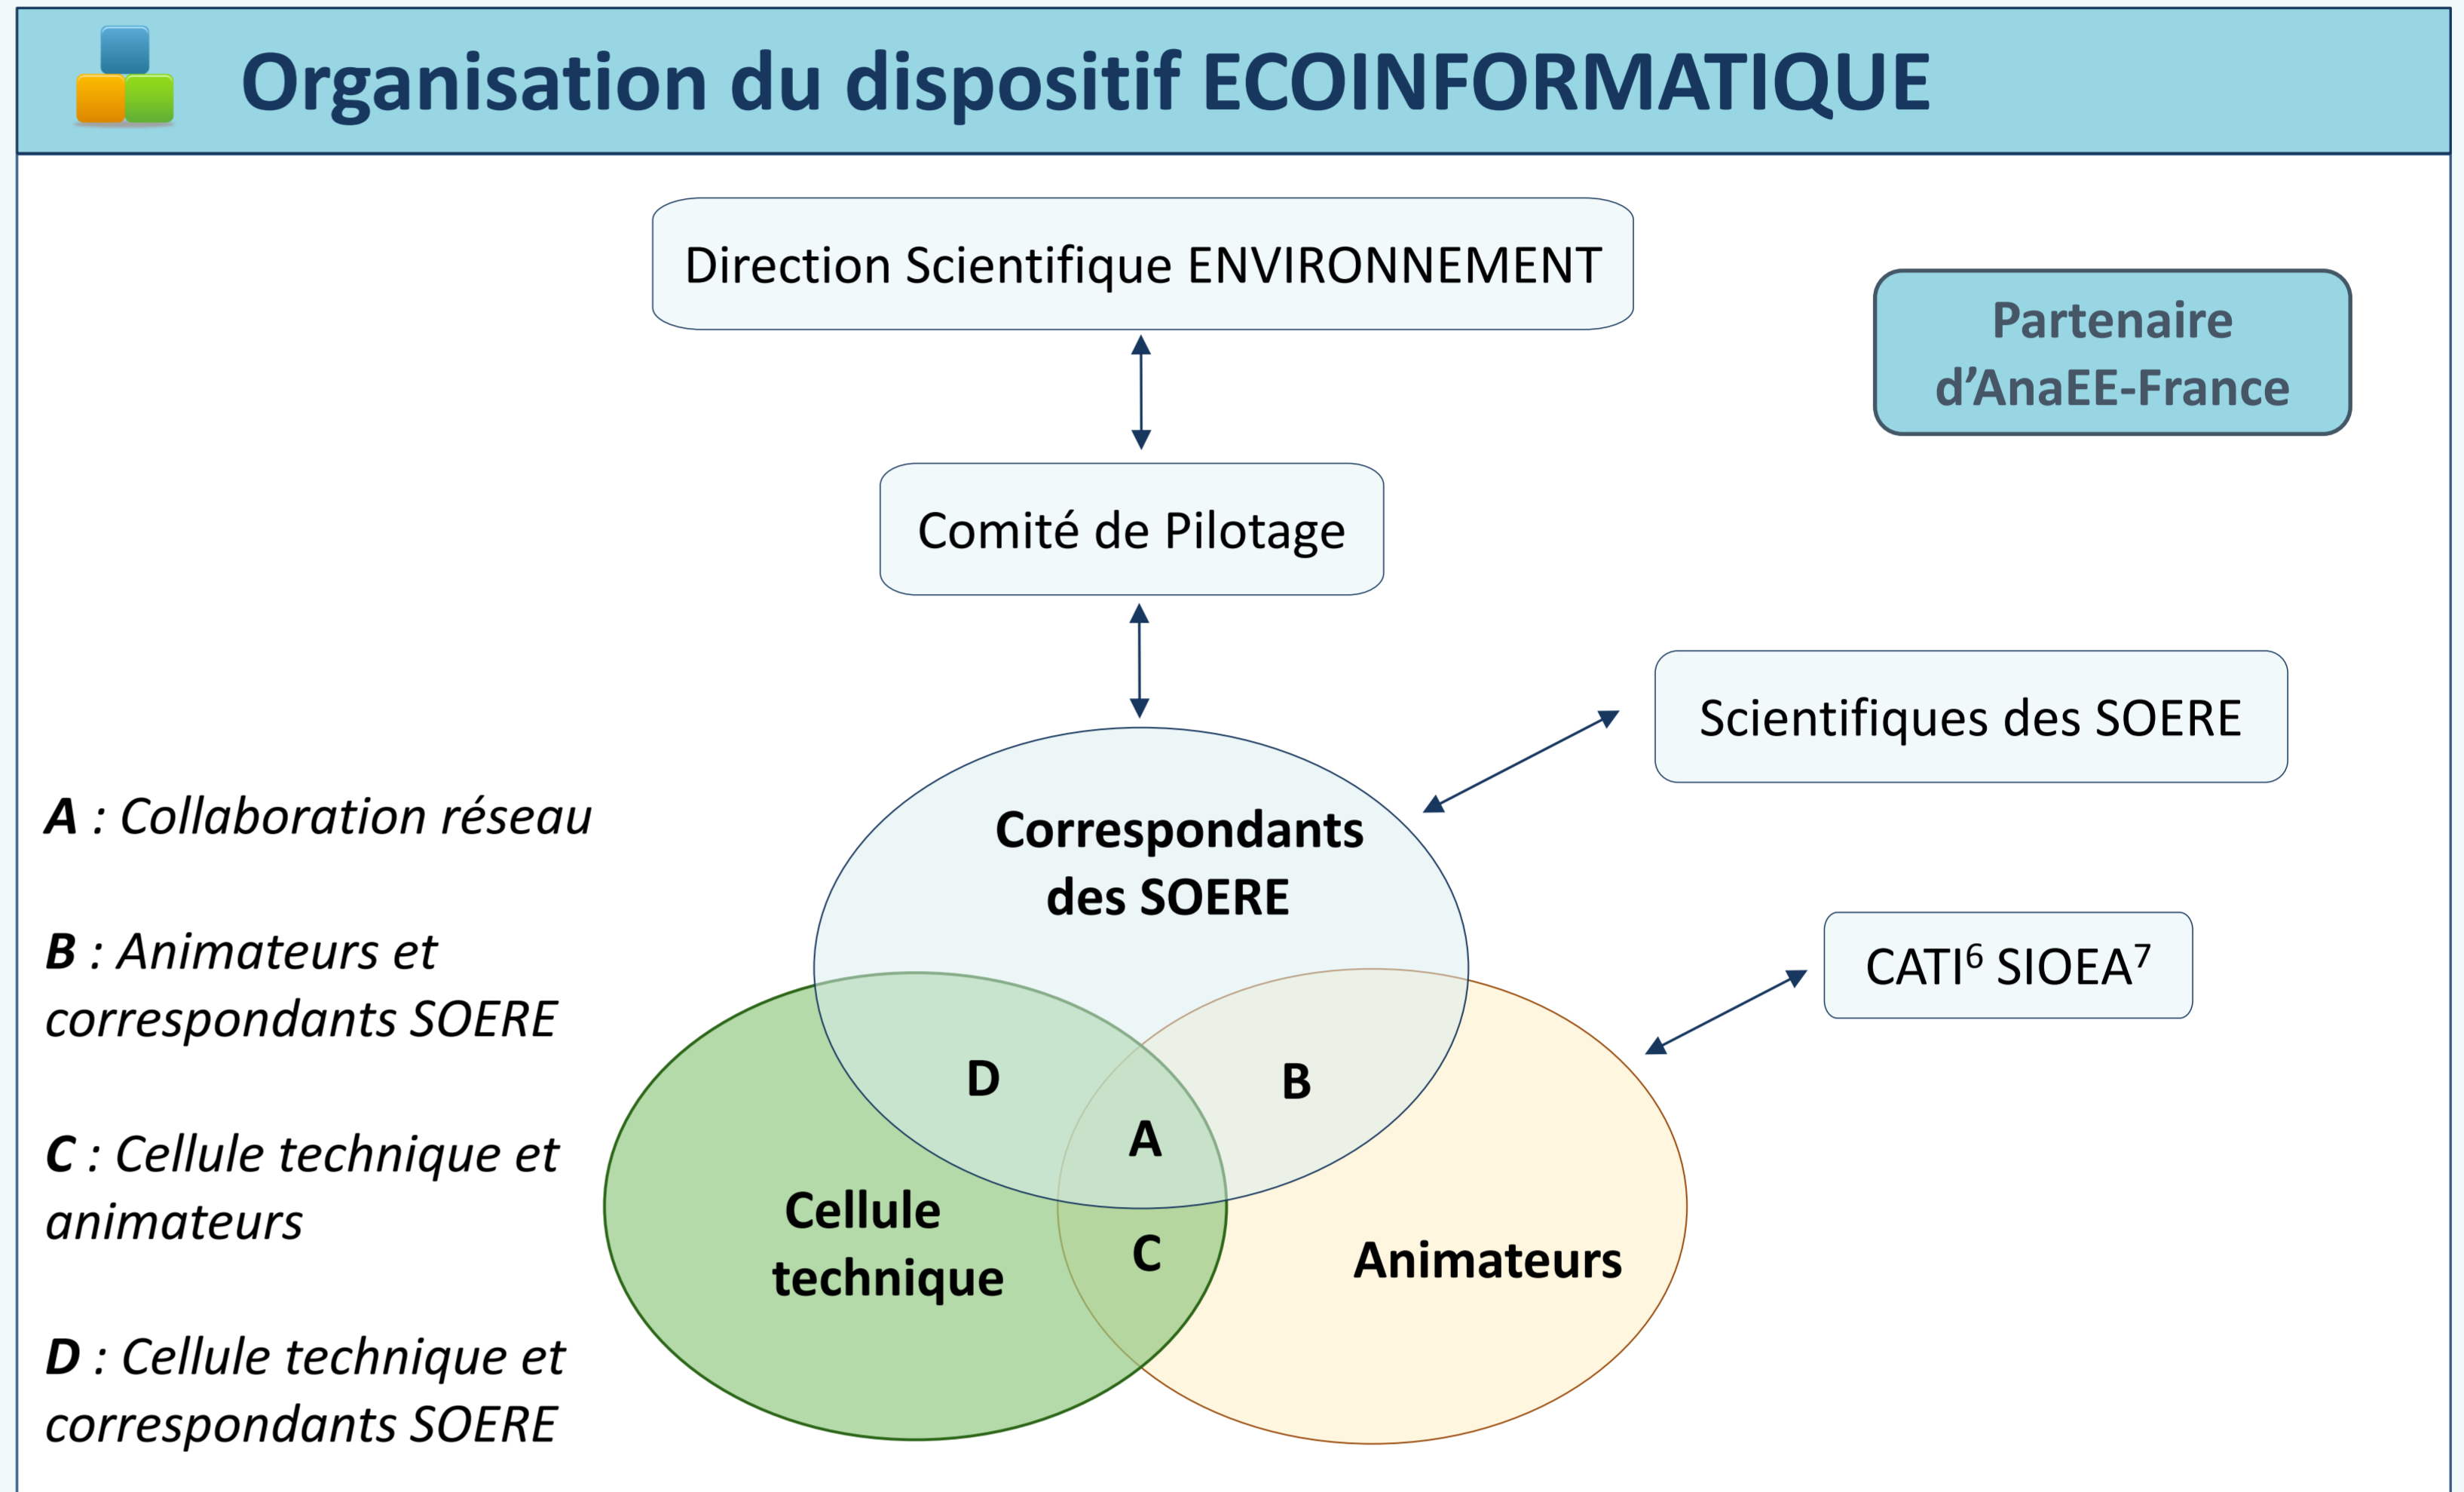 Organisation du dispositif ECOINFORMATIQUE
Direction Scientifique ENVIRONNEMENT
Partenaire
d’AnaEE-France
Comité de Pilotage
Scientifiques des SOERE
Correspondants
des SOERE
CATI⁶ SIOEA⁷
A : Collaboration réseau
B : Animateurs et
correspondants SOERE
C : Cellule technique et
animateurs
D : Cellule technique et
correspondants SOERE
D
B
A
Cellule
technique
C
Animateurs